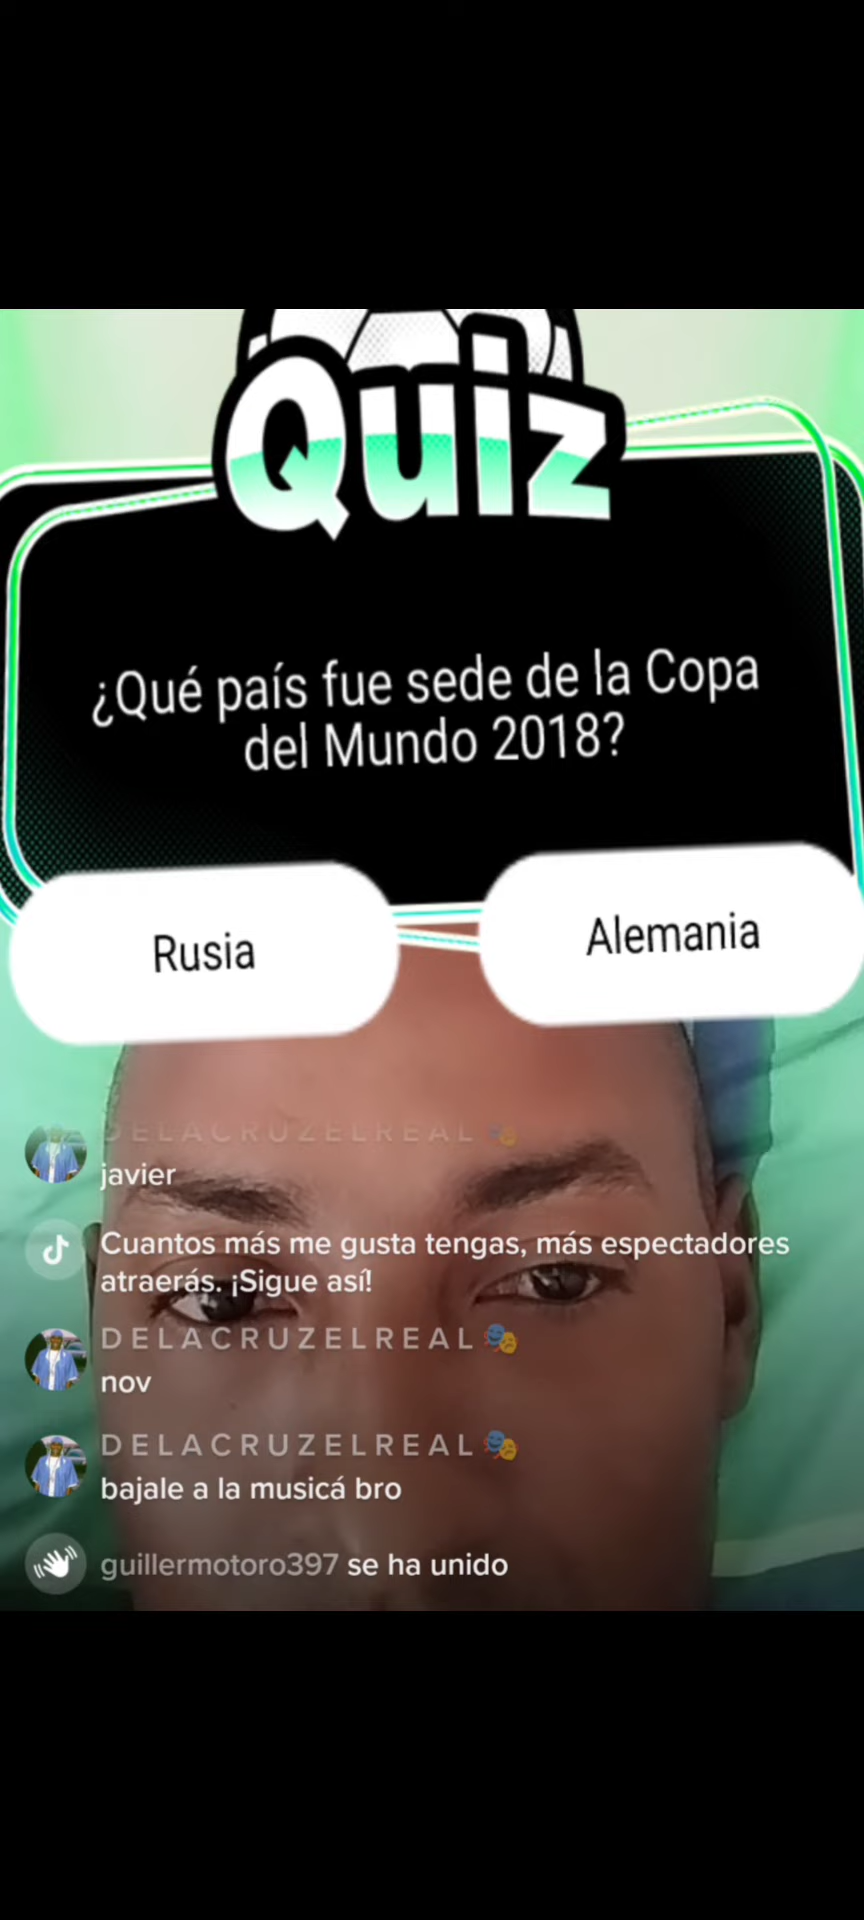 Quiz
¿Qué país fue sede de la Copa
del Mundo 2018?
Rusia
Alemania
DELACRUZELREAL🎭
javier
Cuantos más me gusta tengas, más espectadores
atraerás. ¡Sigue así!
DELACRUZELREAL🎭
nov
DELACRUZELREAL🎭
bajale a la musicá bro
guillermotoro397 se ha unido